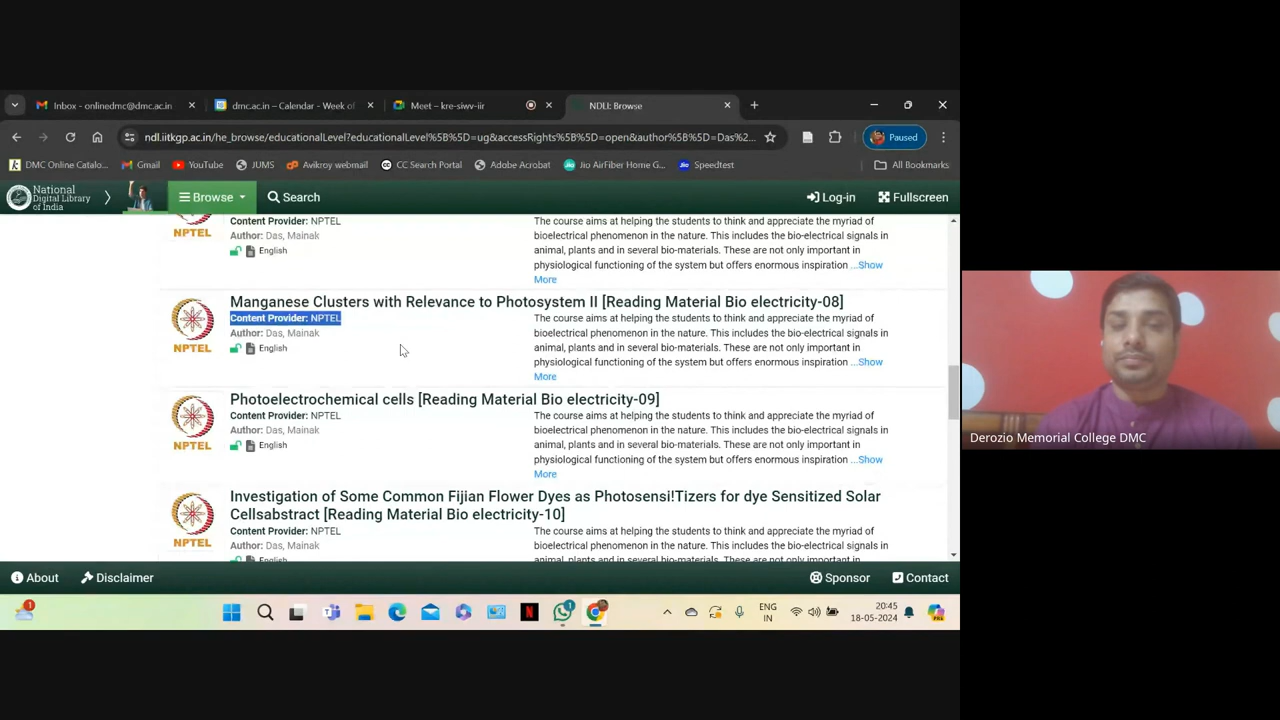 Inbox - onlinedmc@dmc.ac.in
dmc.ac.in – Calendar - Week of
Meet – kre-siwv-iir
NDLI: Browse
ndl.iitkgp.ac.in/he_browse/educationalLevel?educationalLevel%5B%5D=ug&accessRights%5B%5D=open&author%5B%5D=Das%2...
Paused
DMC Online Catalo...
Gmail
YouTube
JUMS
Avikroy webmail
CC Search Portal
Adobe Acrobat
Jio AirFiber Home G...
Speedtest
All Bookmarks
National
Digital Library
of India
Browse
Search
Log-in
Fullscreen
NPTEL
Content Provider: NPTEL
Author: Das, Mainak
English
The course aims at helping the students to think and appreciate the myriad of
bioelectrical phenomenon in the nature. This includes the bio-electrical signals in
animal, plants and in several bio-materials. These are not only important in
physiological functioning of the system but offers enormous inspiration ...Show
More
Manganese Clusters with Relevance to Photosystem II [Reading Material Bio electricity-08]
NPTEL
Content Provider: NPTEL
Author: Das, Mainak
English
The course aims at helping the students to think and appreciate the myriad of
bioelectrical phenomenon in the nature. This includes the bio-electrical signals in
animal, plants and in several bio-materials. These are not only important in
physiological functioning of the system but offers enormous inspiration ...Show
More
Photoelectrochemical cells [Reading Material Bio electricity-09]
NPTEL
Content Provider: NPTEL
Author: Das, Mainak
English
The course aims at helping the students to think and appreciate the myriad of
bioelectrical phenomenon in the nature. This includes the bio-electrical signals in
animal, plants and in several bio-materials. These are not only important in
physiological functioning of the system but offers enormous inspiration ...Show
More
Investigation of Some Common Fijian Flower Dyes as Photosensi!Tizers for dye Sensitized Solar
Cellsabstract [Reading Material Bio electricity-10]
NPTEL
Content Provider: NPTEL
Author: Das, Mainak
English
The course aims at helping the students to think and appreciate the myriad of
bioelectrical phenomenon in the nature. This includes the bio-electrical signals in
animal, plants and in several bio-materials. These are not only important in
About
Disclaimer
Sponsor
Contact
1
N
1
ENG
IN
20:45
18-05-2024
Derozio Memorial College DMC